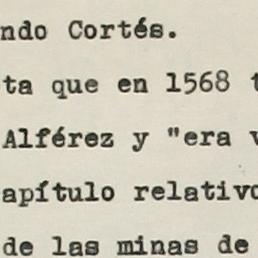 ndo Cortés.
ta que en 1568 t
Alférez y "era v
apítulo relativo
de las minas de